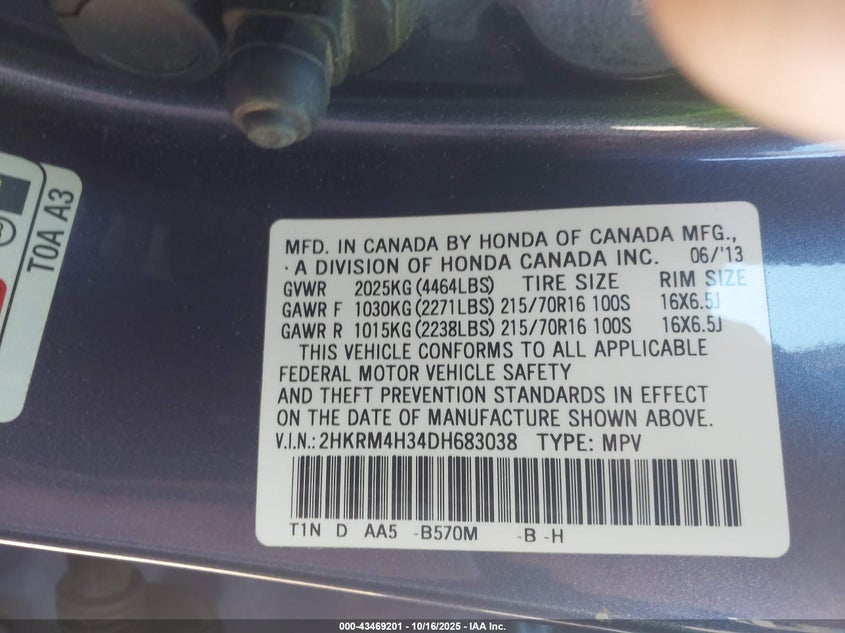 T0A A3
MFD. IN CANADA BY HONDA OF CANADA MFG.,
A DIVISION OF HONDA CANADA INC. 06/'13
GVWR 2025KG (4464LBS) TIRE SIZE RIM SIZE
GAWR F 1030KG (2271LBS) 215/70R16 100S 16X6.5J
GAWR R 1015KG (2238LBS) 215/70R16 100S 16X6.5J
THIS VEHICLE CONFORMS TO ALL APPLICABLE
FEDERAL MOTOR VEHICLE SAFETY
AND THEFT PREVENTION STANDARDS IN EFFECT
ON THE DATE OF MANUFACTURE SHOWN ABOVE.
V.I.N.: 2HKRM4H34DH683038 TYPE: MPV
T1N D AA5 -B570M -B -H
000-43469201 - 10/16/2025 - IAA Inc.